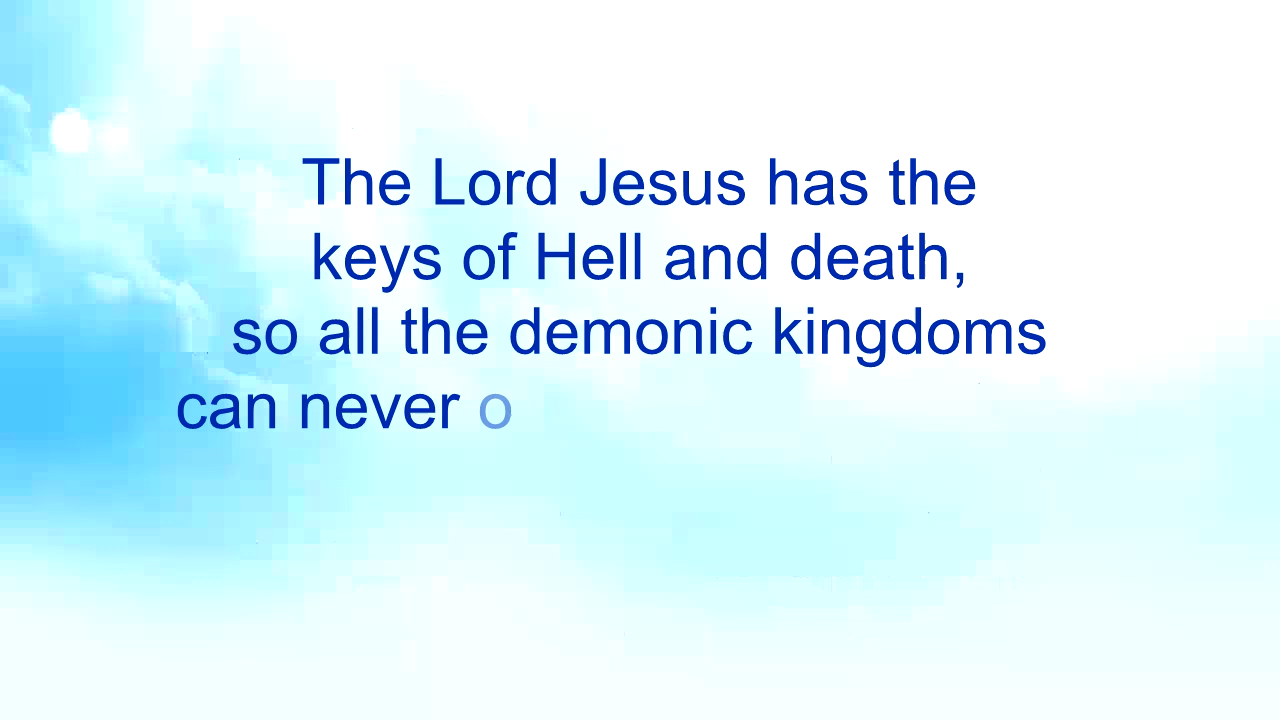 The Lord Jesus has the
keys of Hell and death,
so all the demonic kingdoms
can never o